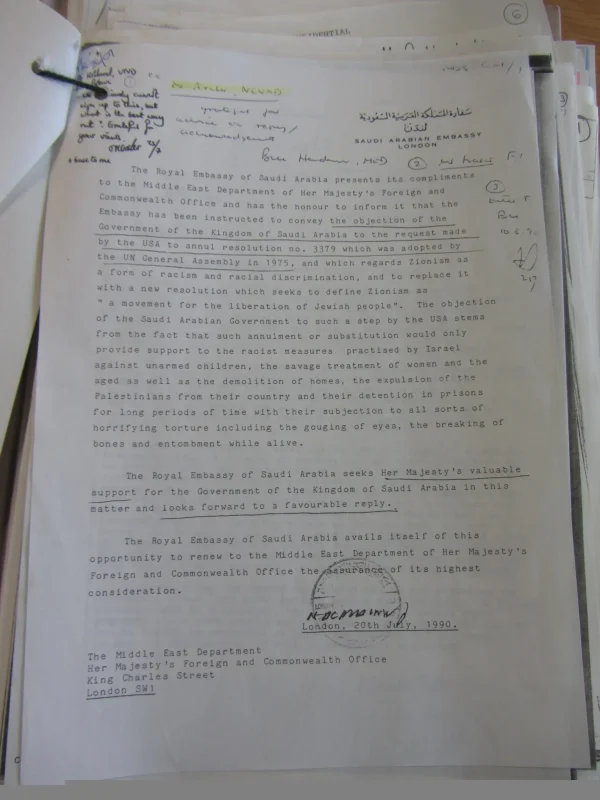 سفارة المملكة العربية السعودية
لندن
SAUDI ARABIAN EMBASSY
LONDON
The Royal Embassy of Saudi Arabia presents its compliments
to the Middle East Department of Her Majesty's Foreign and
Commonwealth Office and has the honour to inform it that the
Embassy has been instructed to convey the objection of the
Government of the Kingdom of Saudi Arabia to the request made
by the USA to annul resolution no. 3379 which was adopted by
the UN General Assembly in 1975, and which regards Zionism as
a form of racism and racial discrimination, and to replace it
with a new resolution which seeks to define Zionism as
" a movement for the liberation of Jewish people". The objection
of the Saudi Arabian Government to such a step by the USA stems
from the fact that such annulment or substitution would only
provide support to the racist measures practised by Israel
against unarmed children, the savage treatment of women and the
aged as well as the demolition of homes, the expulsion of the
Palestinians from their country and their detention in prisons
for long periods of time with their subjection to all sorts of
horrifying torture including the gouging of eyes, the breaking of
bones and entombment while alive.
The Royal Embassy of Saudi Arabia seeks Her Majesty's valuable
support for the Government of the Kingdom of Saudi Arabia in this
matter and looks forward to a favourable reply.
The Royal Embassy of Saudi Arabia avails itself of this
opportunity to renew to the Middle East Department of Her Majesty's
Foreign and Commonwealth Office the assurance of its highest
consideration.
London, 20th July, 1990.
The Middle East Department
Her Majesty's Foreign and Commonwealth Office
King Charles Street
London SW1